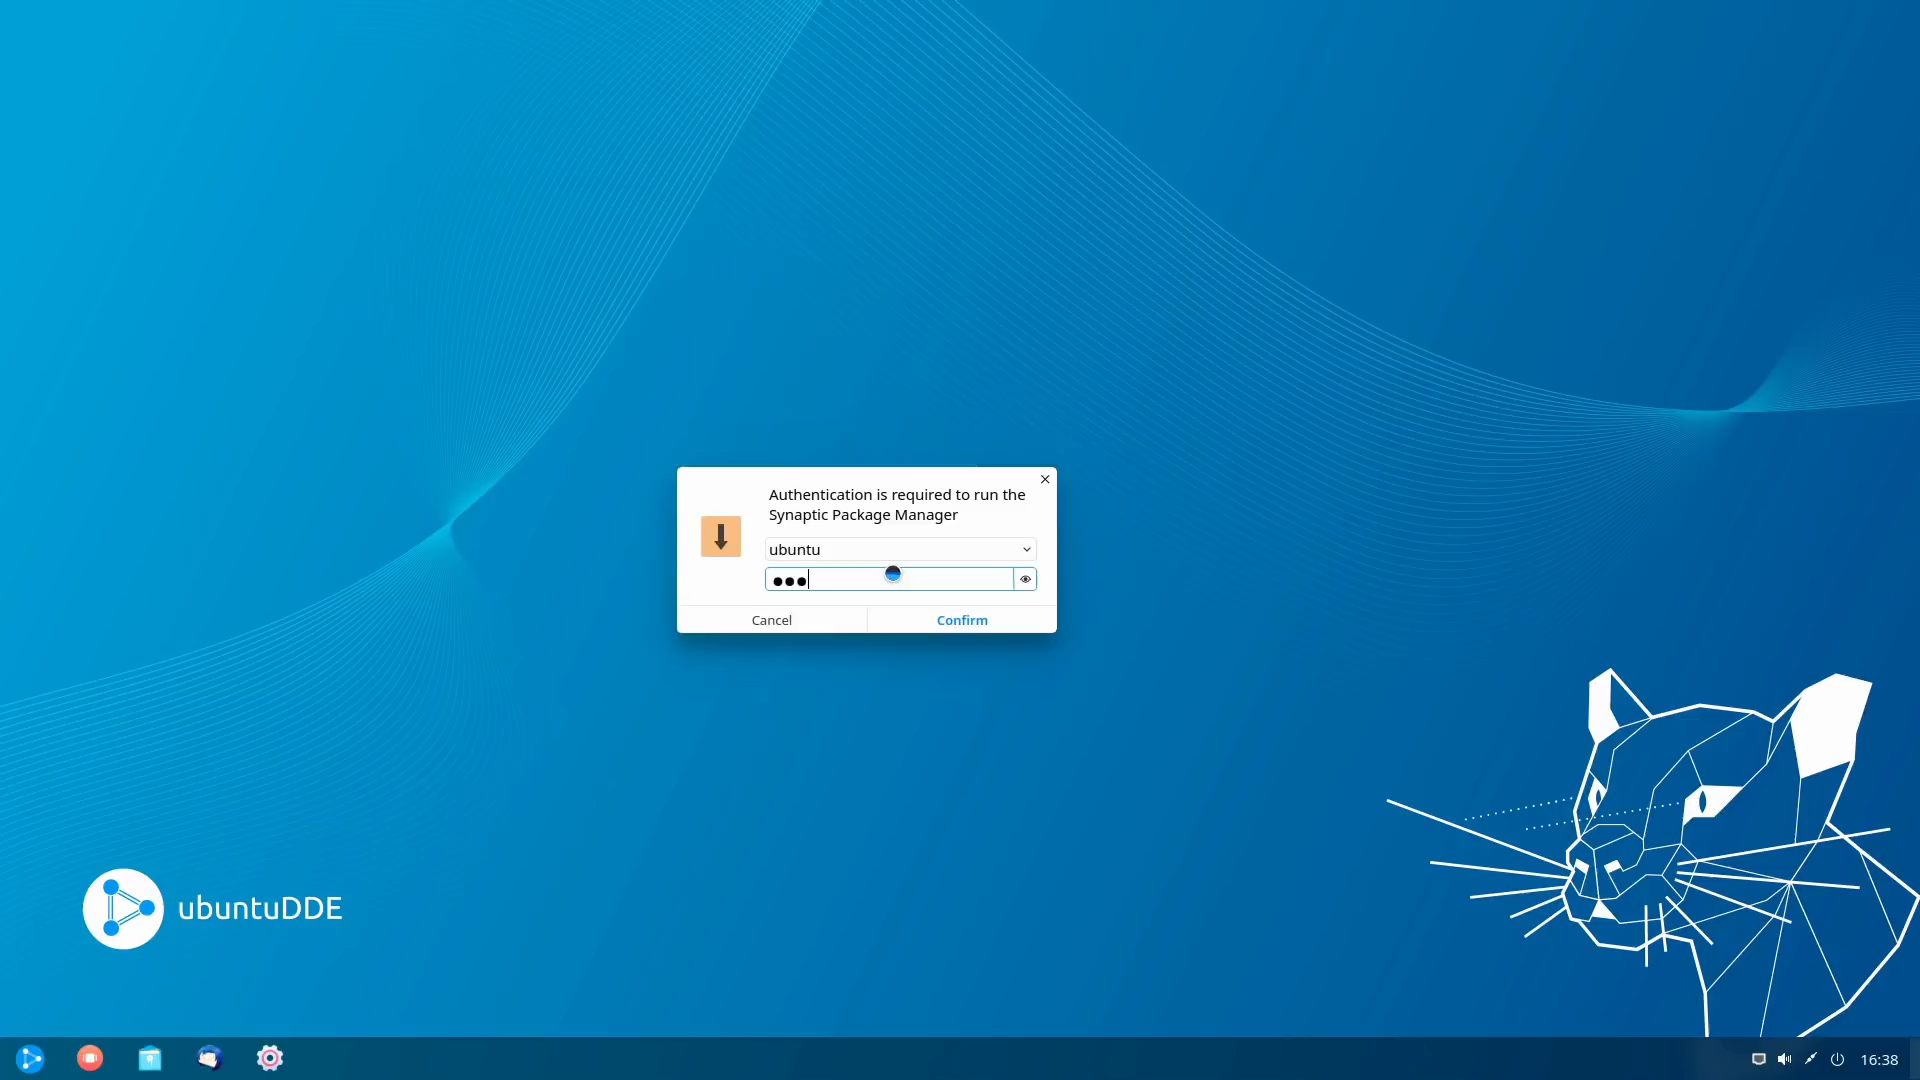 Authentication is required to run the
Synaptic Package Manager
ubuntu
●●●
Cancel
Confirm
ubuntuDDE
16:38